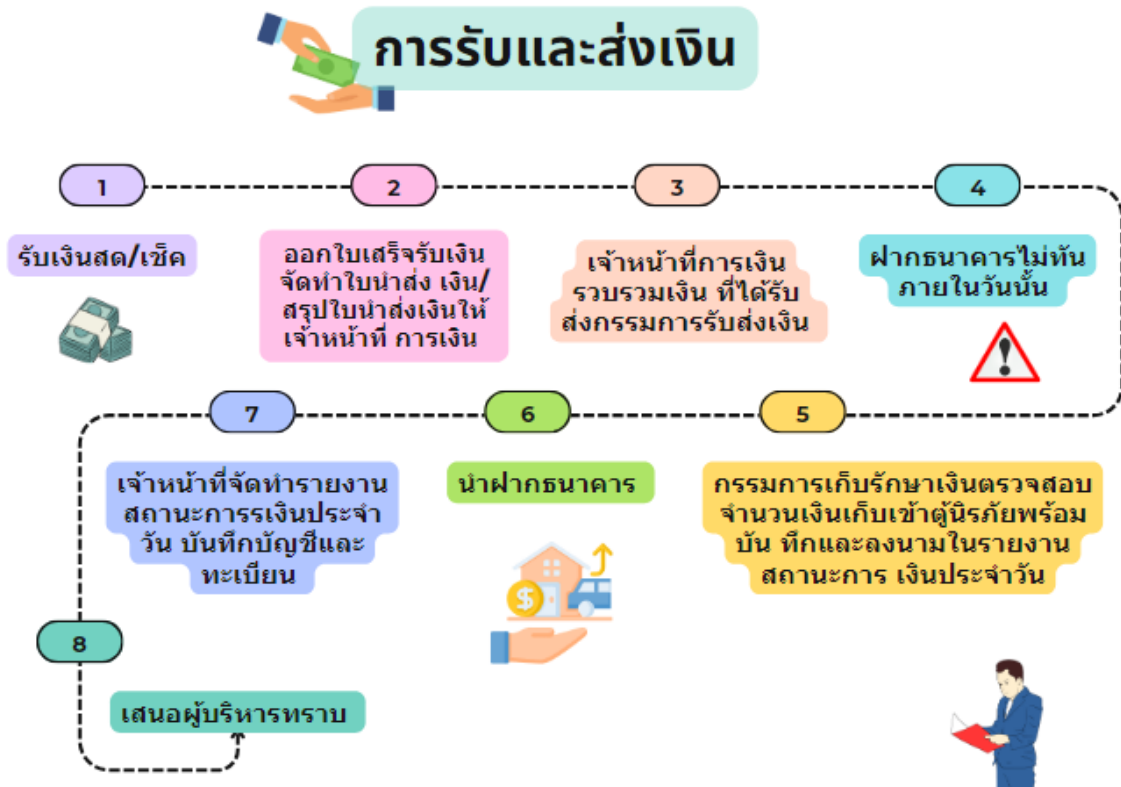 การรับและส่งเงิน
1
2
3
4
รับเงินสด/เช็ค
ออกใบเสร็จรับเงิน
จัดทำใบนำส่ง เงิน/
สรุปใบนำส่งเงินให้
เจ้าหน้าที่ การเงิน
เจ้าหน้าที่การเงิน
รวบรวมเงิน ที่ได้รับ
ส่งกรรมการรับส่งเงิน
ฝากธนาคารไม่ทัน
ภายในวันนั้น
7
6
5
เจ้าหน้าที่จัดทำรายงาน
สถานะการรเงินประจำ
วัน บันทึกบัญชีและ
ทะเบียน
นำฝากธนาคาร
กรรมการเก็บรักษาเงินตรวจสอบ
จำนวนเงินเก็บเข้าตู้นิรภัยพร้อม
บัน ทึกและลงนามในรายงาน
สถานะการ เงินประจำวัน
8
เสนอผู้บริหารทราบ